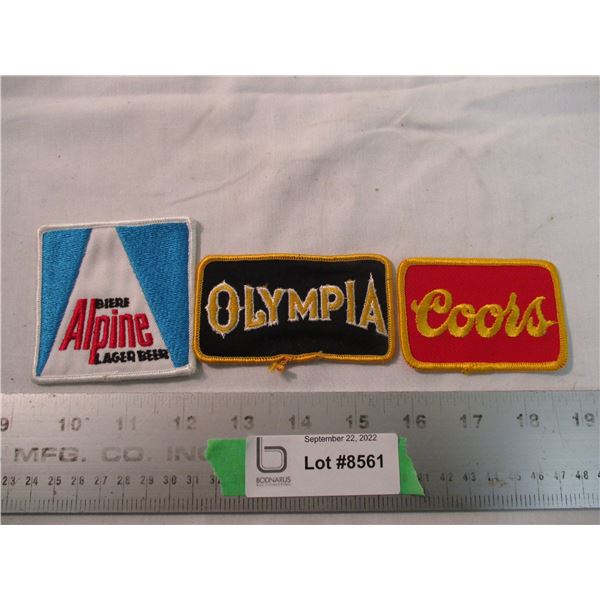 BIERE
Alpine
LAGER BEER
OLYMPIA
Coors
9 10 11 12 13 14 15 16 17 18 19
MFG. CO. INC
September 22, 2022
Lot #8561
BODNARUS